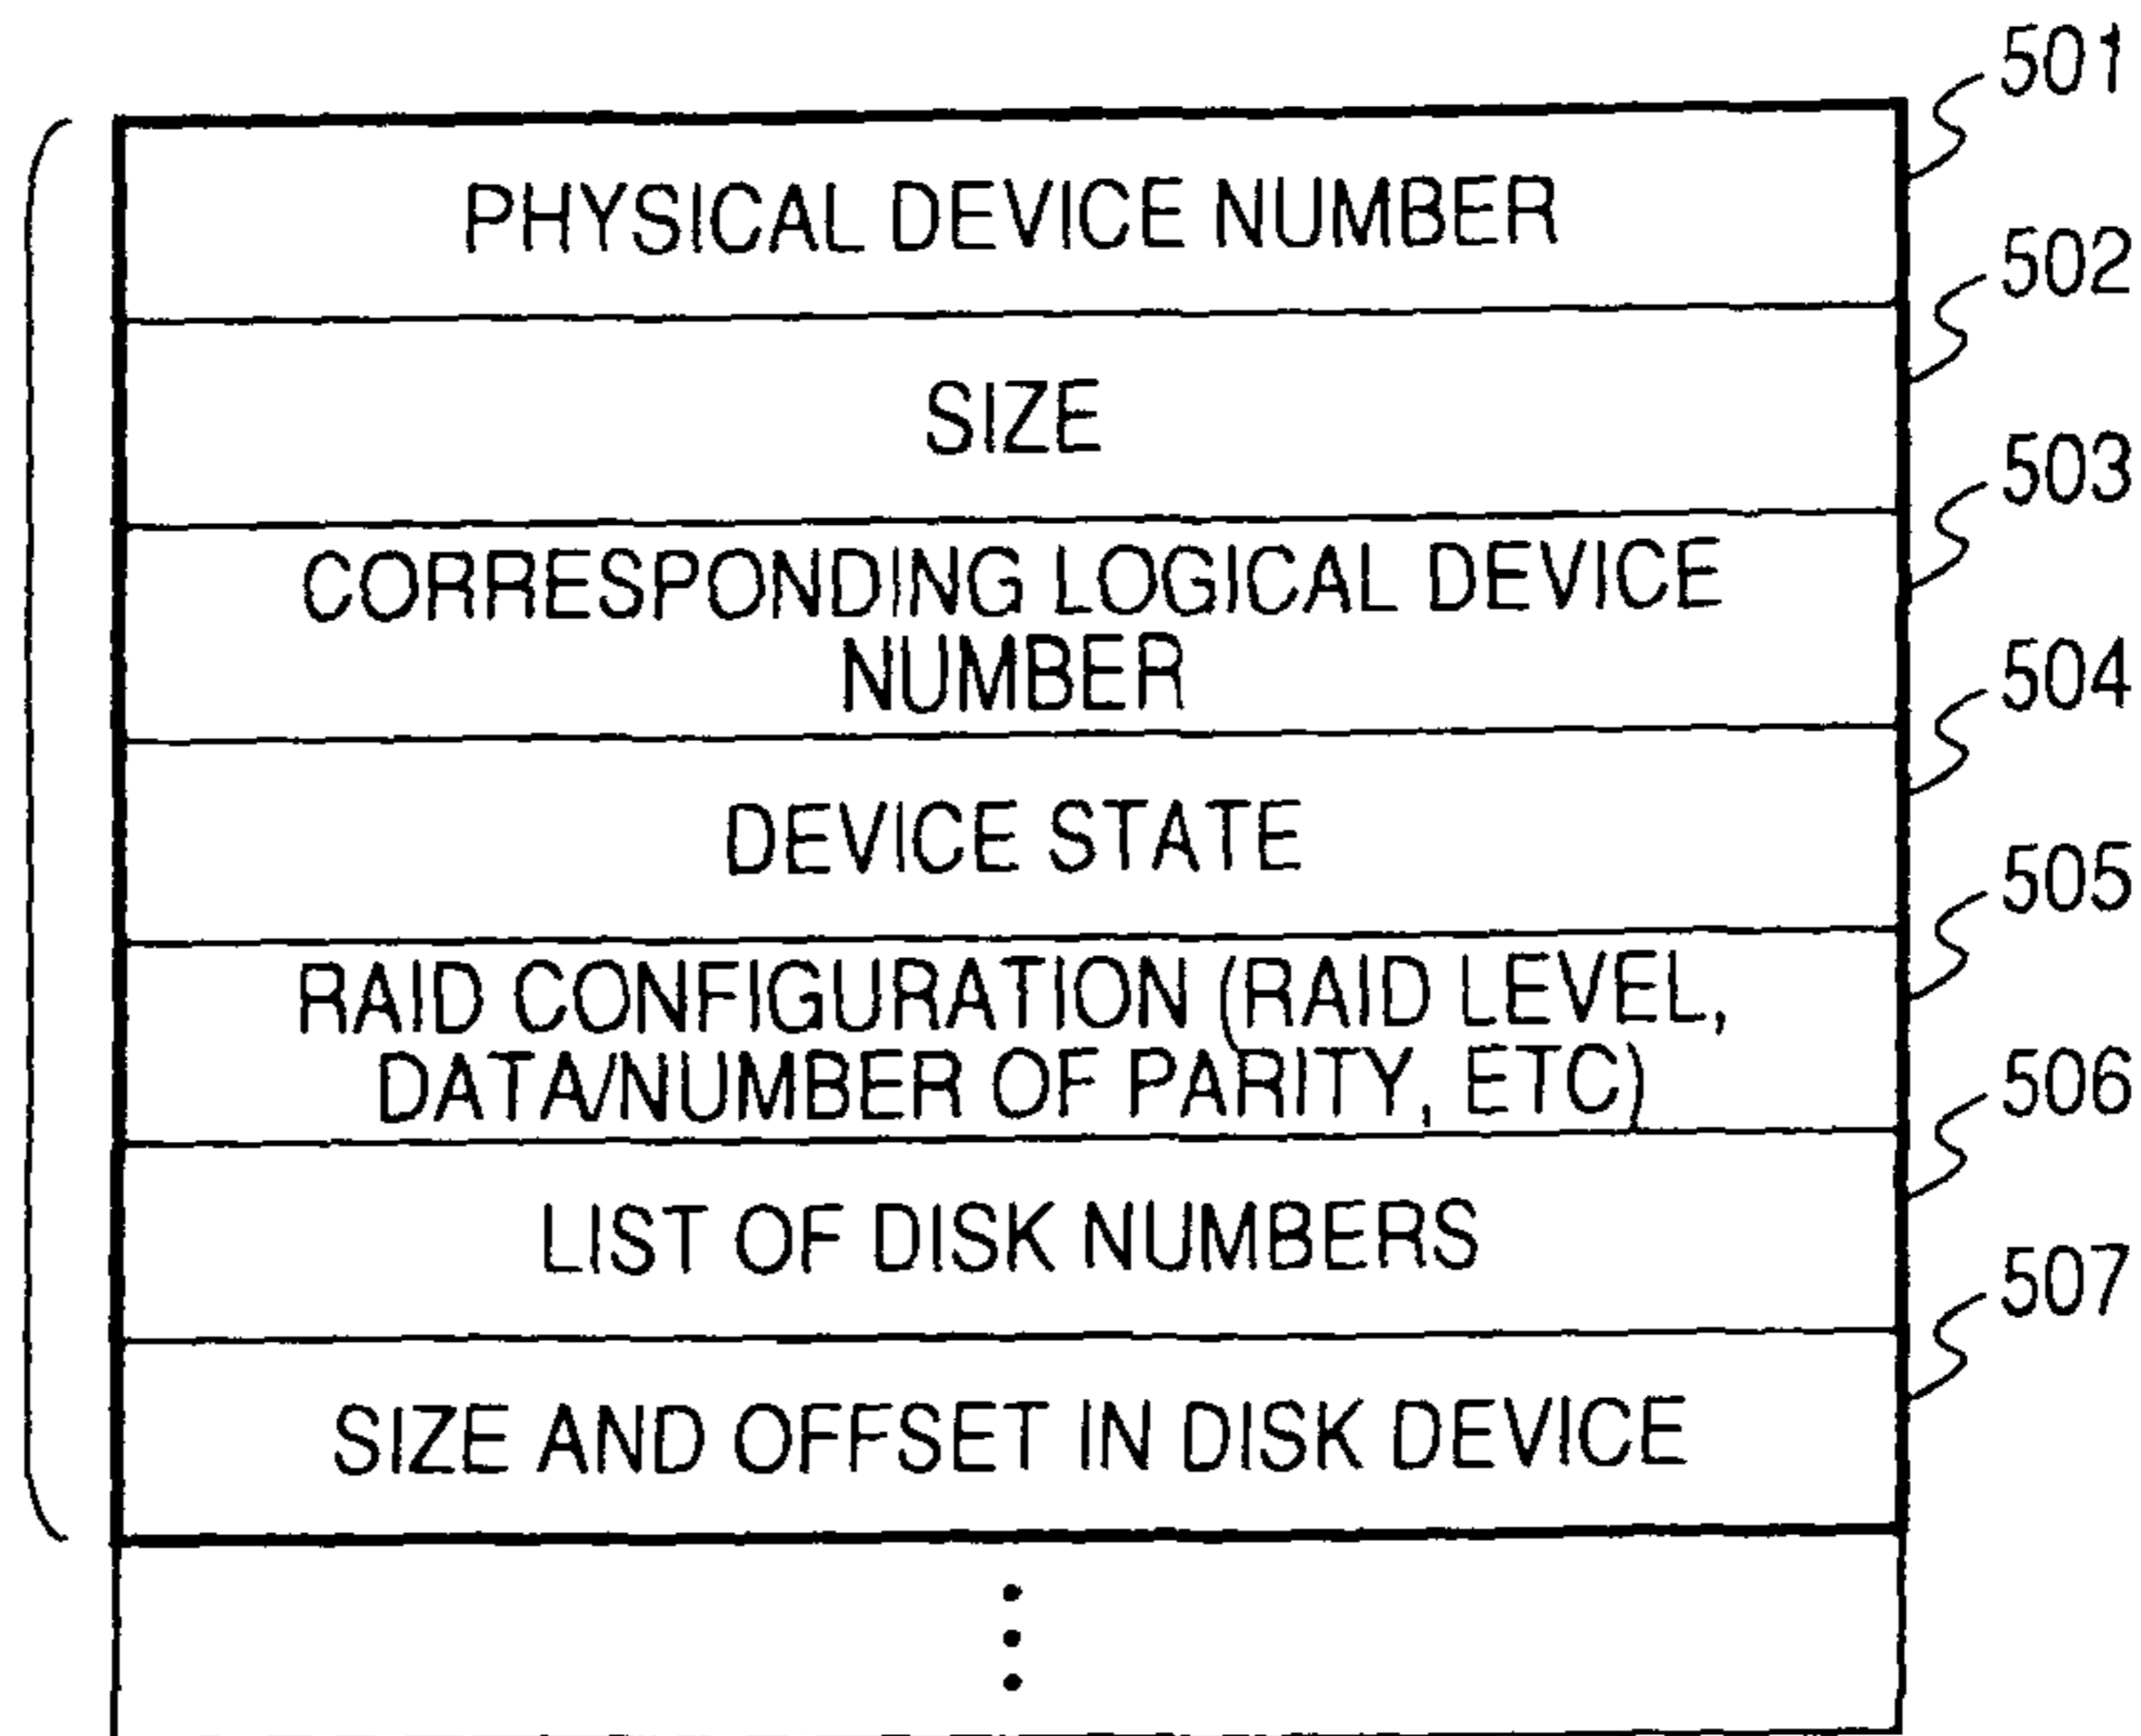 501
PHYSICAL DEVICE NUMBER
502
SIZE
503
CORRESPONDING LOGICAL DEVICE
NUMBER
504
DEVICE STATE
505
RAID CONFIGURATION (RAID LEVEL,
DATA/NUMBER OF PARITY, ETC)
506
LIST OF DISK NUMBERS
507
SIZE AND OFFSET IN DISK DEVICE